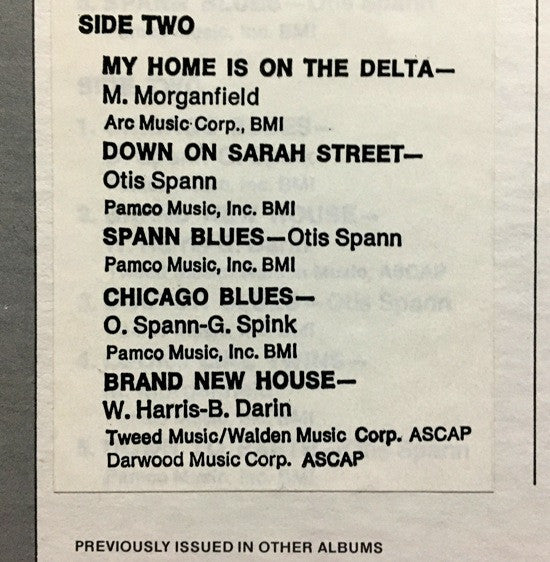 SIDE TWO
MY HOME IS ON THE DELTA—
M. Morganfield
Arc Music Corp., BMI
DOWN ON SARAH STREET—
Otis Spann
Pamco Music, Inc. BMI
SPANN BLUES—Otis Spann
Pamco Music, Inc. BMI
CHICAGO BLUES—
O. Spann-G. Spink
Pamco Music, Inc. BMI
BRAND NEW HOUSE—
W. Harris-B. Darin
Tweed Music/Walden Music Corp. ASCAP
Darwood Music Corp. ASCAP
PREVIOUSLY ISSUED IN OTHER ALBUMS